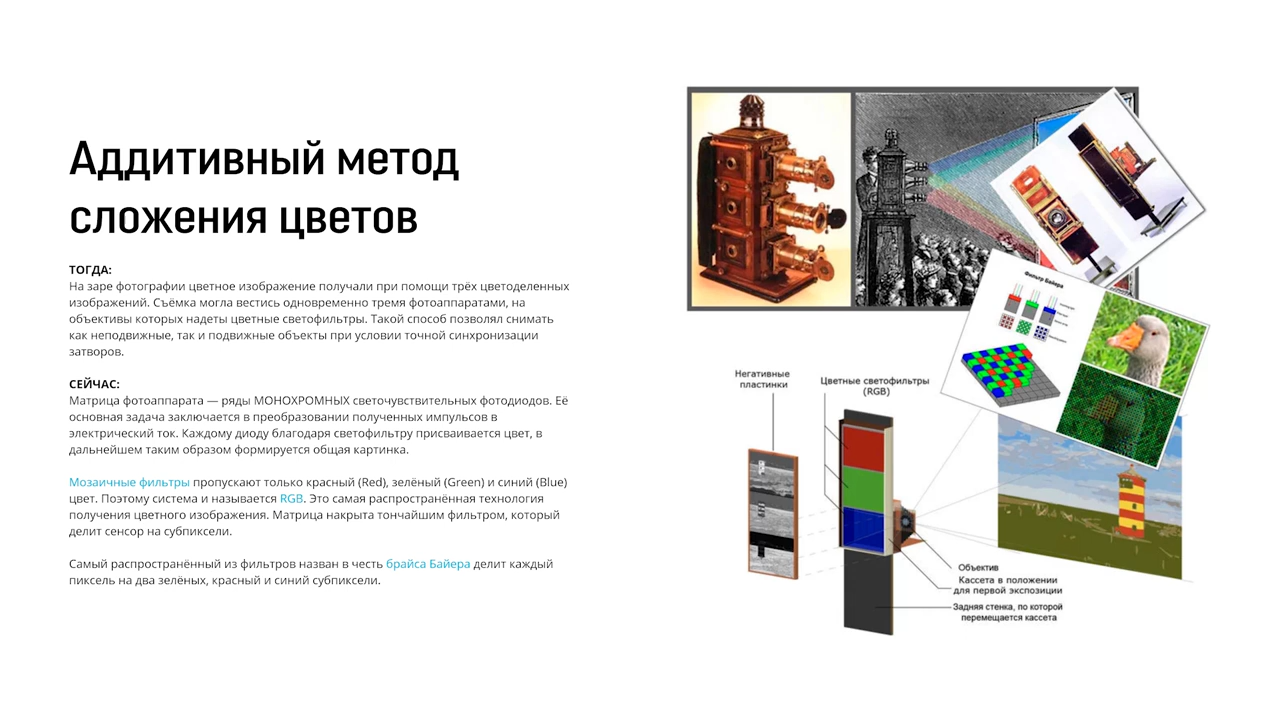 Аддитивный метод
сложения цветов
ТОГДА:
На заре фотографии цветное изображение получали при помощи трёх цветоделенных
изображений. Съёмка могла вестись одновременно тремя фотоаппаратами, на
объективы которых надеты цветные светофильтры. Такой способ позволял снимать
как неподвижные, так и подвижные объекты при условии точной синхронизации
затворов.
СЕЙЧАС:
Матрица фотоаппарата — ряды МОНОХРОМНЫХ светочувствительных фотодиодов. Её
основная задача заключается в преобразовании полученных импульсов в
электрический ток. Каждому диоду благодаря светофильтру присваивается цвет, в
дальнейшем таким образом формируется общая картинка.
Мозаичные фильтры пропускают только красный (Red), зелёный (Green) и синий (Blue)
цвет. Поэтому система и называется RGB. Это самая распространённая технология
получения цветного изображения. Матрица накрыта тончайшим фильтром, который
делит сенсор на субпиксели.
Самый распространённый из фильтров назван в честь брайса Байера делит каждый
пиксель на два зелёных, красный и синий субпиксели.
Фильтр Байера
Негативные
пластинки
Цветные светофильтры
(RGB)
Объектив
Кассета в положении
для первой экспозиции
Задняя стенка, по которой
перемещается кассета